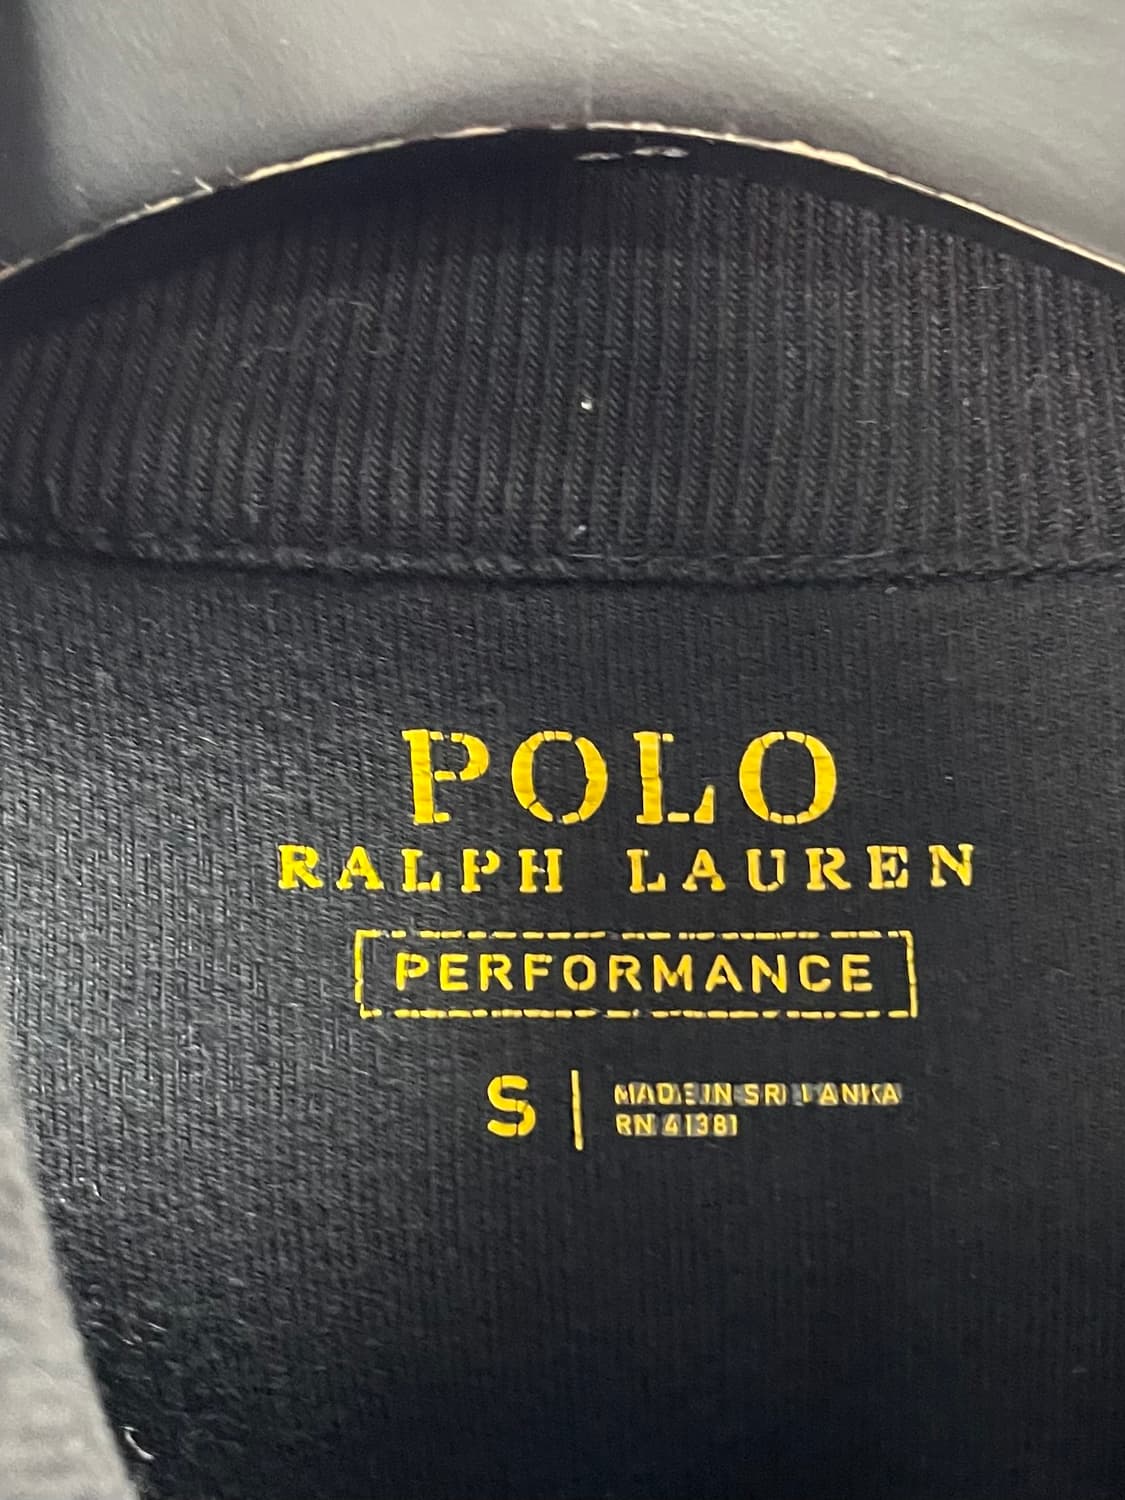 POLO
RALPH LAUREN
PERFORMANCE
S
MADE IN SRI LANKA
RN 41381